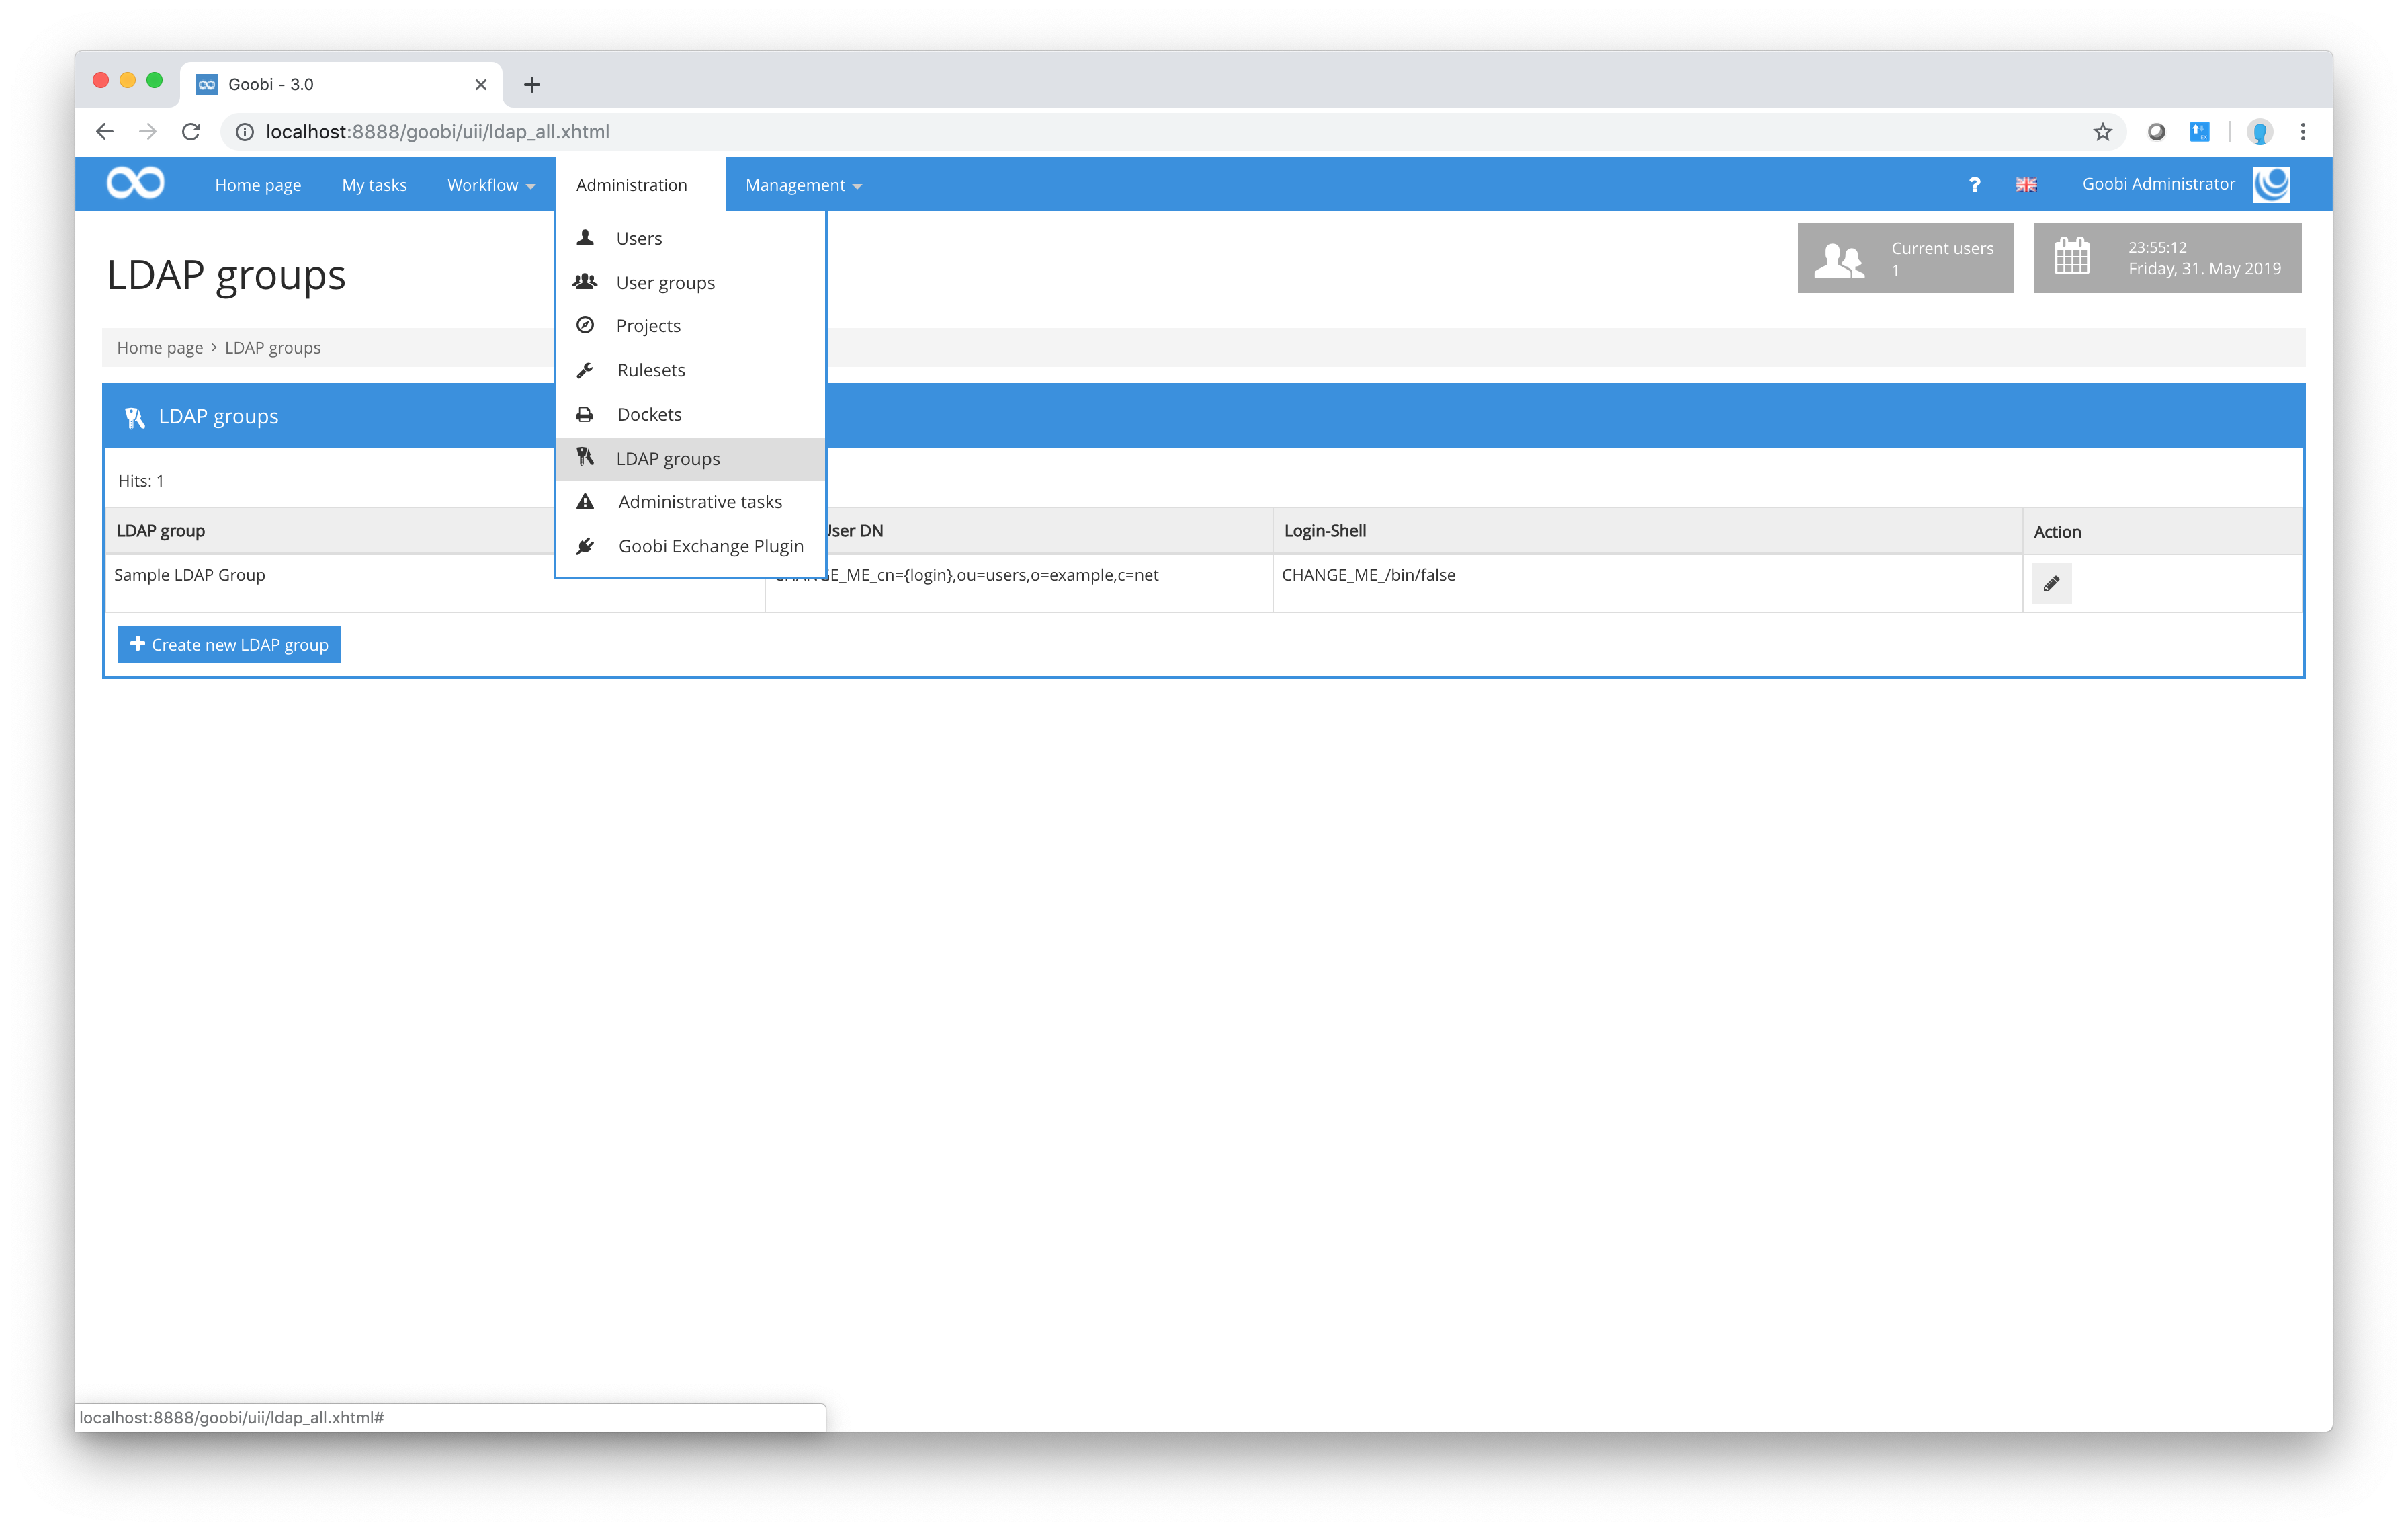 Goobi - 3.0
localhost:8888/goobi/uii/ldap_all.xhtml
Home page My tasks Workflow Administration Management ? Goobi Administrator
Users
User groups
Projects
Rulesets
Dockets
LDAP groups
Administrative tasks
Goobi Exchange Plugin
LDAP groups
Current users
1
23:55:12
Friday, 31. May 2019
Home page > LDAP groups
LDAP groups
Hits: 1
LDAP group User DN Login-Shell Action
Sample LDAP Group CHANGE_ME_cn={login},ou=users,o=example,c=net CHANGE_ME_/bin/false
Create new LDAP group
localhost:8888/goobi/uii/ldap_all.xhtml#